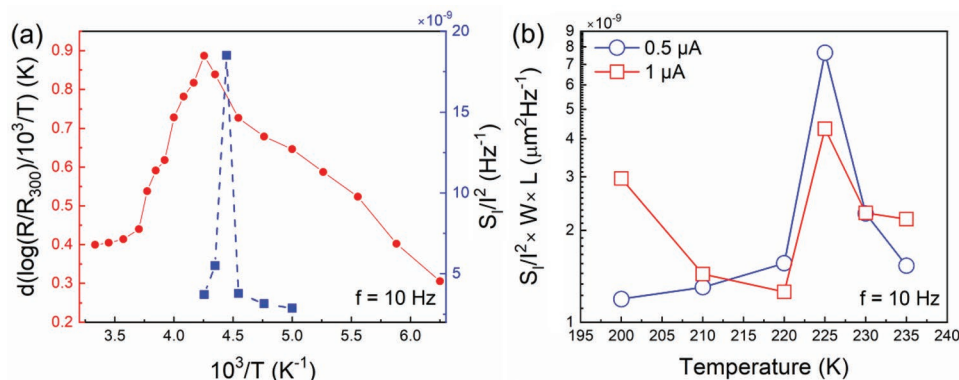 (a)
d(log(R/R300)/10³/T) (K)
0.9
0.8
0.7
0.6
0.5
0.4
0.3
0.2
3.5
4.0
4.5
5.0
5.5
6.0
10³/T (K⁻¹)
f = 10 Hz
×10⁻⁹
20
15
10
5
S_I/I² (Hz⁻¹)
(b)
×10⁻⁹
S_I/I² × W × L (μm²Hz⁻¹)
9
8
7
6
5
4
3
2
1
0.5 μA
1 μA
f = 10 Hz
195 200 205 210 215 220 225 230 235 240
Temperature (K)